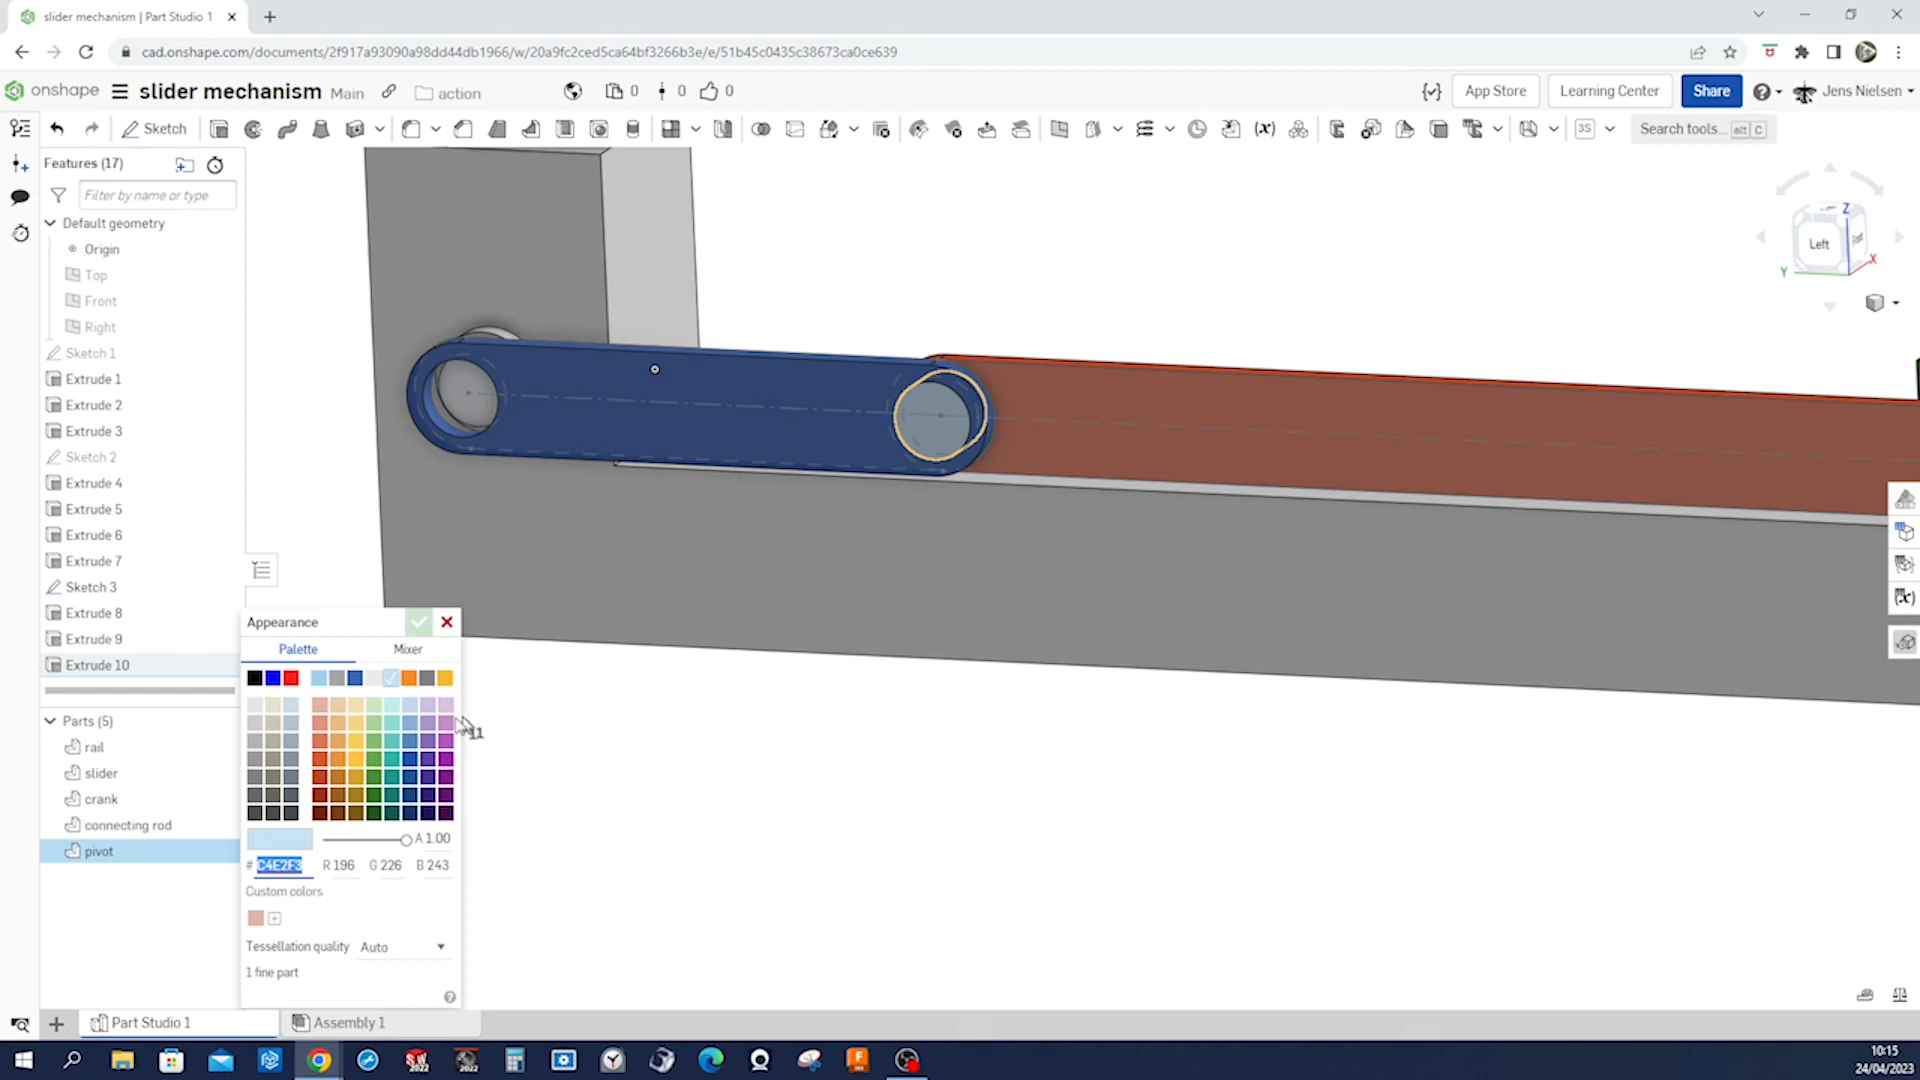 slider mechanism | Part Studio 1
cad.onshape.com/documents/2f917a93090a98dd44db1966/w/20a9fc2ced5ca64bf3266b3e/e/51b45c0435c38673ca0ce639
onshape
slider mechanism Main action 0 0 0
App Store Learning Center Share Jens Nielsen
Sketch
(x) 3S Search tools... alt C
Features (17)
Filter by name or type
Default geometry
Origin
Top
Front
Right
Sketch 1
Extrude 1
Extrude 2
Extrude 3
Sketch 2
Extrude 4
Extrude 5
Extrude 6
Extrude 7
Sketch 3
Extrude 8
Extrude 9
Extrude 10
Parts (5)
rail
slider
crank
connecting rod
pivot
Z
Left
Y X
(x)
Appearance
Palette Mixer
A 1.00
# C4E2F3 R 196 G 226 B 243
Custom colors
Tessellation quality Auto
1 fine part
Part Studio 1 Assembly 1
SW 2022
2022
F
10:15
24/04/2023